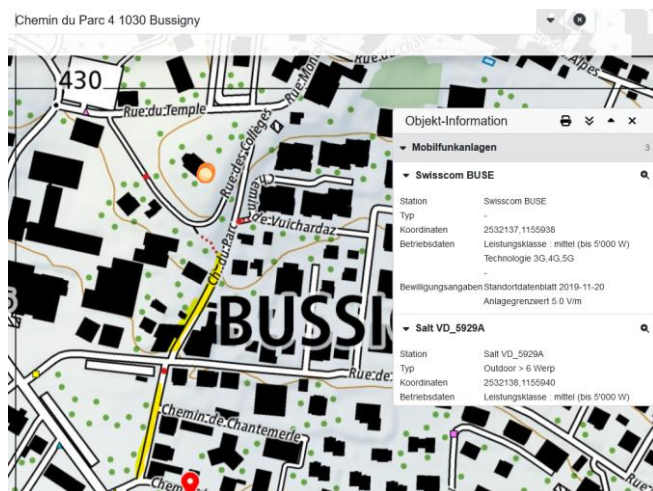 Chemin du Parc 4 1030 Bussigny
Alpes
430
Rue du Temple
Rue des Collèges
Chemin
de Vuichardaz
Ch. du Parc
BUSSI
Rue de
Chemin de Chantemerle
Chem
Objekt-Information
Mobilfunkanlagen 3
Swisscom BUSE
Station Swisscom BUSE
Typ -
Koordinaten 2532137,1155938
Betriebsdaten Leistungsklasse : mittel (bis 5'000 W)
Technologie 3G,4G,5G
-
Bewilligungsangaben Standortdatenblatt 2019-11-20
Anlagegrenzwert 5.0 V/m
Salt VD_5929A
Station Salt VD_5929A
Typ Outdoor > 6 Werp
Koordinaten 2532138,1155940
Betriebsdaten Leistungsklasse : mittel (bis 5'000 W)